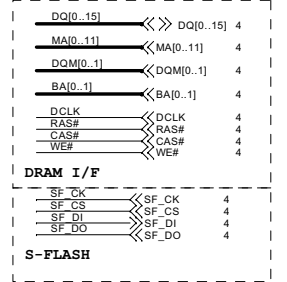 DQ[0..15] DQ[0..15] 4
MA[0..11] MA[0..11] 4
DQM[0..1] DQM[0..1] 4
BA[0..1] BA[0..1] 4
DCLK DCLK 4
RAS# RAS# 4
CAS# CAS# 4
WE# WE# 4
DRAM I/F
SF_CK SF_CK 4
SF_CS SF_CS 4
SF_DI SF_DI 4
SF_DO SF_DO 4
S-FLASH